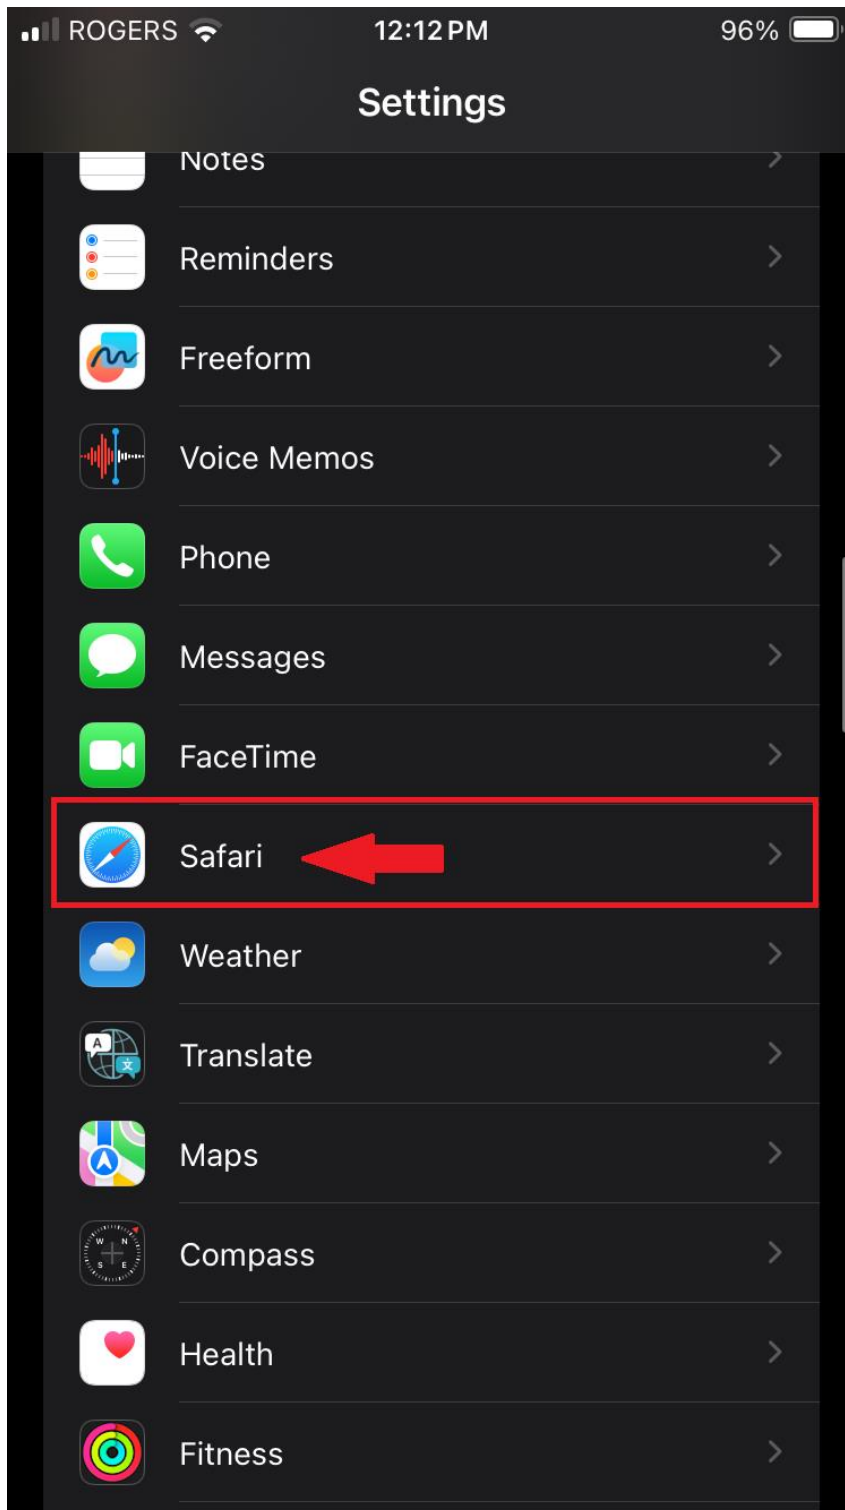 ROGERS 12:12 PM 96%
Settings
Notes
Reminders
Freeform
Voice Memos
Phone
Messages
FaceTime
Safari
Weather
A
文
Translate
Maps
W N
S E
Compass
Health
Fitness